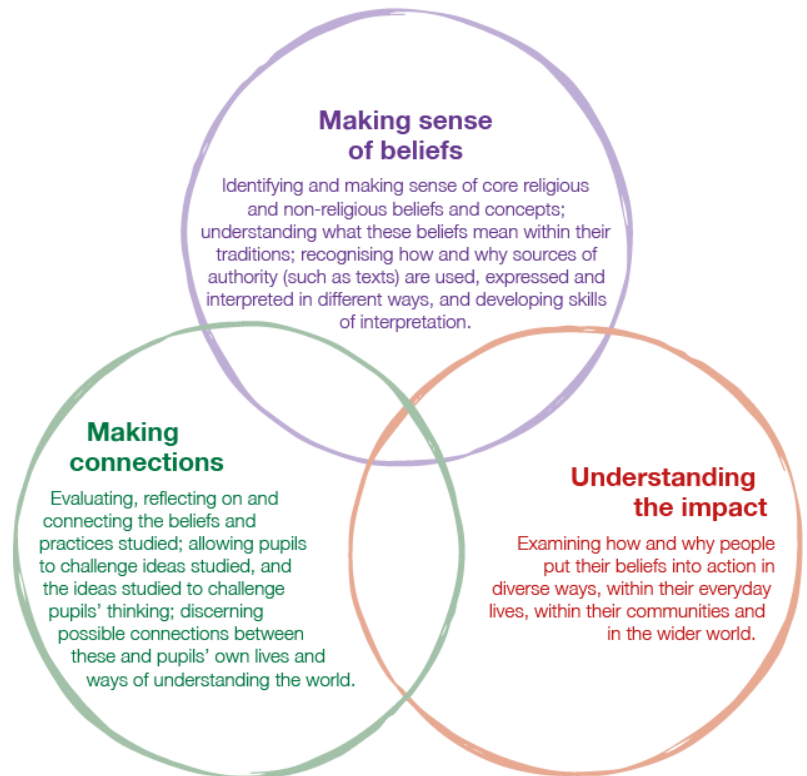 Making sense
of beliefs
Identifying and making sense of core religious
and non-religious beliefs and concepts;
understanding what these beliefs mean within their
traditions; recognising how and why sources of
authority (such as texts) are used, expressed and
interpreted in different ways, and developing skills
of interpretation.
Making
connections
Evaluating, reflecting on and
connecting the beliefs and
practices studied; allowing pupils
to challenge ideas studied, and
the ideas studied to challenge
pupils’ thinking; discerning
possible connections between
these and pupils’ own lives and
ways of understanding the world.
Understanding
the impact
Examining how and why people
put their beliefs into action in
diverse ways, within their everyday
lives, within their communities and
in the wider world.